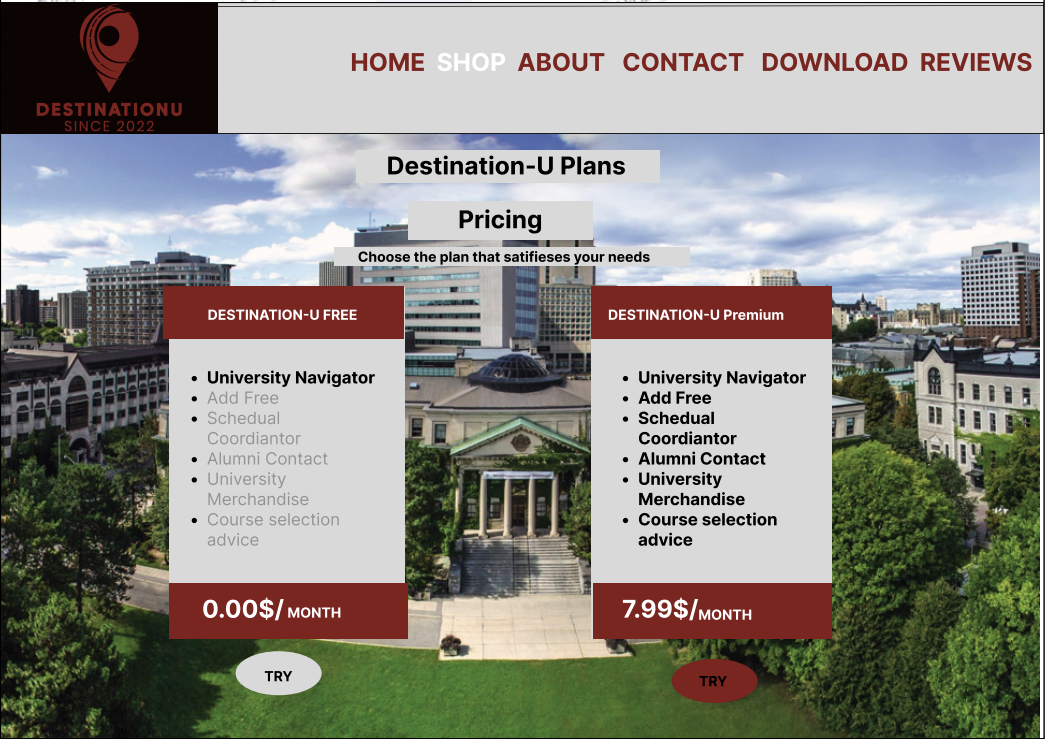 HOME SHOP ABOUT CONTACT DOWNLOAD REVIEWS
DESTINATIONU
SINCE 2022
Destination-U Plans
Pricing
Choose the plan that satifieses your needs
DESTINATION-U FREE
University Navigator
Add Free
Schedual
Coordiantor
Alumni Contact
University
Merchandise
Course selection
advice
0.00$/ MONTH
TRY
DESTINATION-U Premium
University Navigator
Add Free
Schedual
Coordiantor
Alumni Contact
University
Merchandise
Course selection
advice
7.99$/MONTH
TRY